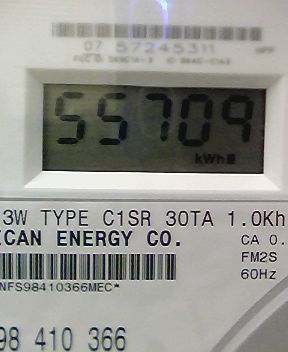 07 57245311
55709
kWh
3W TYPE C1SR 30TA 1.0Kh
ICAN ENERGY CO.
CA 0.
FM2S
60Hz
NFS98410366MEC*
98 410 366